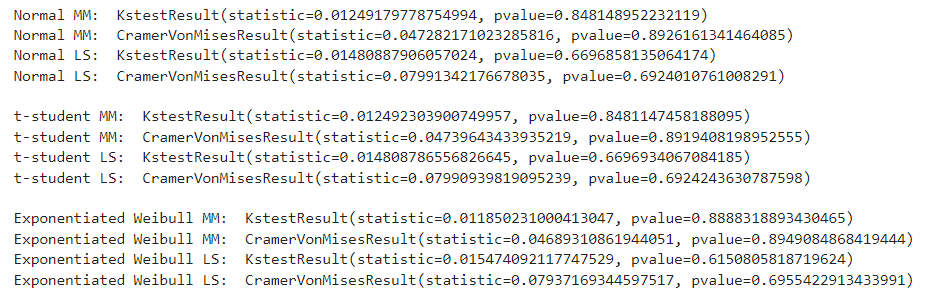 Normal MM:  KstestResult(statistic=0.01249179778754994, pvalue=0.848148952232119)
Normal MM:  CramerVonMisesResult(statistic=0.047282171023285816, pvalue=0.8926161341464085)
Normal LS:  KstestResult(statistic=0.01480887906057024, pvalue=0.6696858135064174)
Normal LS:  CramerVonMisesResult(statistic=0.07991342176678035, pvalue=0.6924010761008291)

t-student MM:  KstestResult(statistic=0.012492303900749957, pvalue=0.8481147458188095)
t-student MM:  CramerVonMisesResult(statistic=0.04739643433935219, pvalue=0.8919408198952555)
t-student LS:  KstestResult(statistic=0.014808786556826645, pvalue=0.6696934067084185)
t-student LS:  CramerVonMisesResult(statistic=0.07990939819095239, pvalue=0.6924243630787598)

Exponentiated Weibull MM:  KstestResult(statistic=0.011850231000413047, pvalue=0.8888318893430465)
Exponentiated Weibull MM:  CramerVonMisesResult(statistic=0.04689310861944051, pvalue=0.8949084868419444)
Exponentiated Weibull LS:  KstestResult(statistic=0.015474092117747529, pvalue=0.6150805818719624)
Exponentiated Weibull LS:  CramerVonMisesResult(statistic=0.07937169344597517, pvalue=0.6955422913433991)